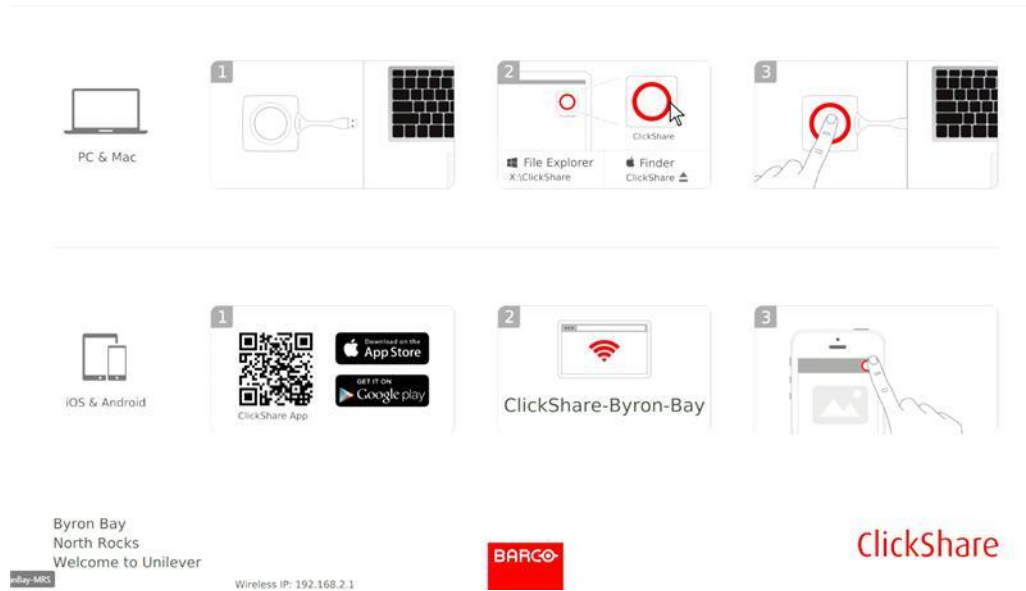 1
2
3
PC & Mac
ClickShare
File Explorer
X:\ClickShare
Finder
ClickShare
1
2
3
iOS & Android
Download on the
App Store
GET IT ON
Google play
ClickShare App
ClickShare-Byron-Bay
Byron Bay
North Rocks
Welcome to Unilever
BARCO
ClickShare
Wireless IP: 192.168.2.1